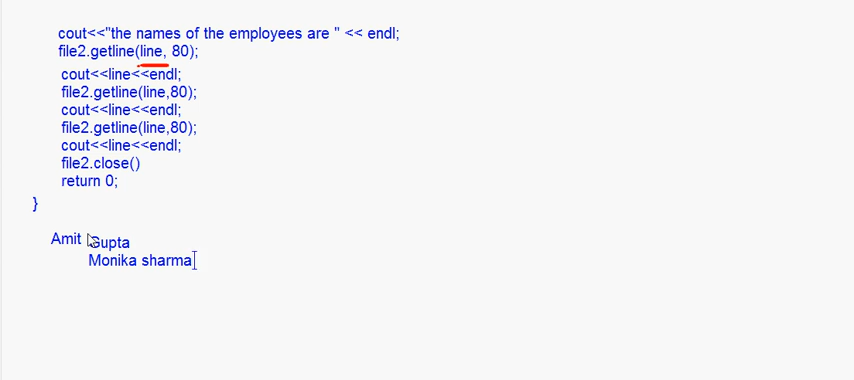 cout<<"the names of the employees are " << endl;
file2.getline(line, 80);
cout<<line<<endl;
file2.getline(line,80);
cout<<line<<endl;
file2.getline(line,80);
cout<<line<<endl;
file2.close()
return 0;
}
Amit Gupta
Monika sharma